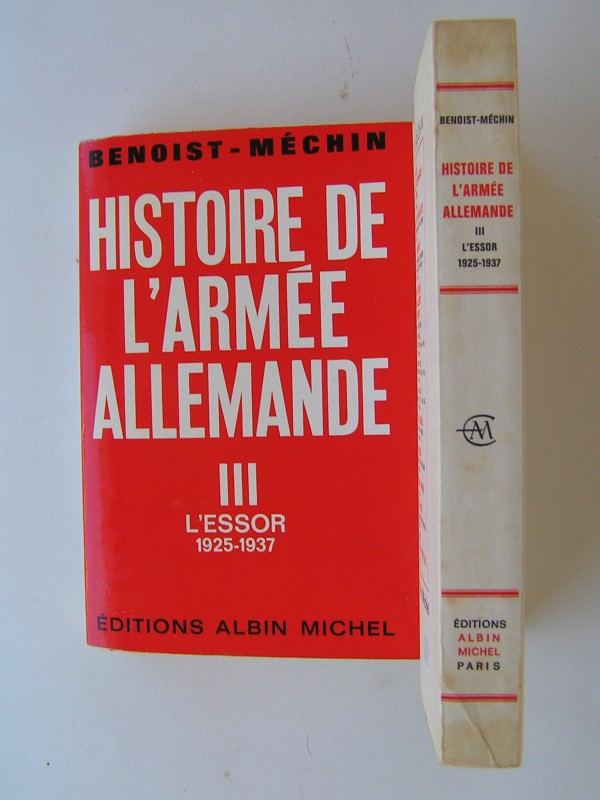 BENOIST-MÉCHIN
HISTOIRE DE
L'ARMÉE
ALLEMANDE
III
L'ESSOR
1925-1937
ÉDITIONS ALBIN MICHEL
BENOIST-MÉCHIN
HISTOIRE DE
L'ARMÉE
ALLEMANDE
III
L'ESSOR
1925-1937
AM
ÉDITIONS
ALBIN
MICHEL
PARIS